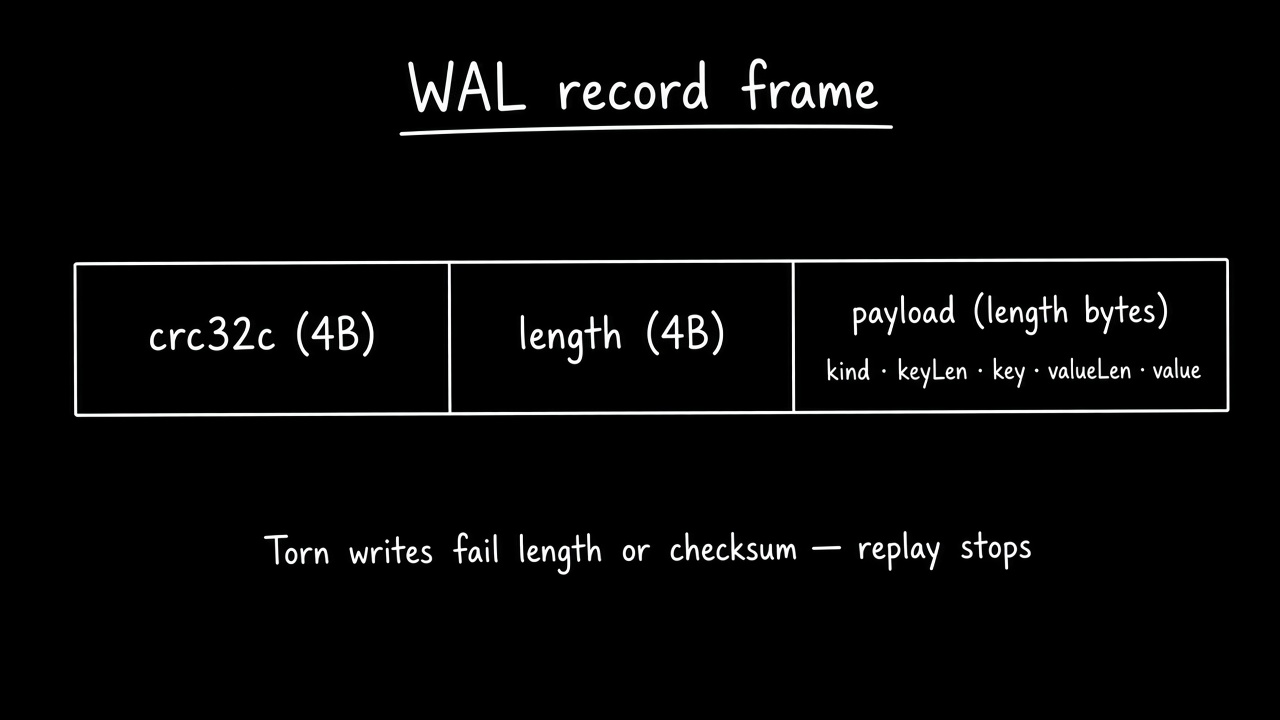 WAL record frame
crc32c (4B)
length (4B)
payload (length bytes)
kind · keyLen · key · valueLen · value
Torn writes fail length or checksum — replay stops